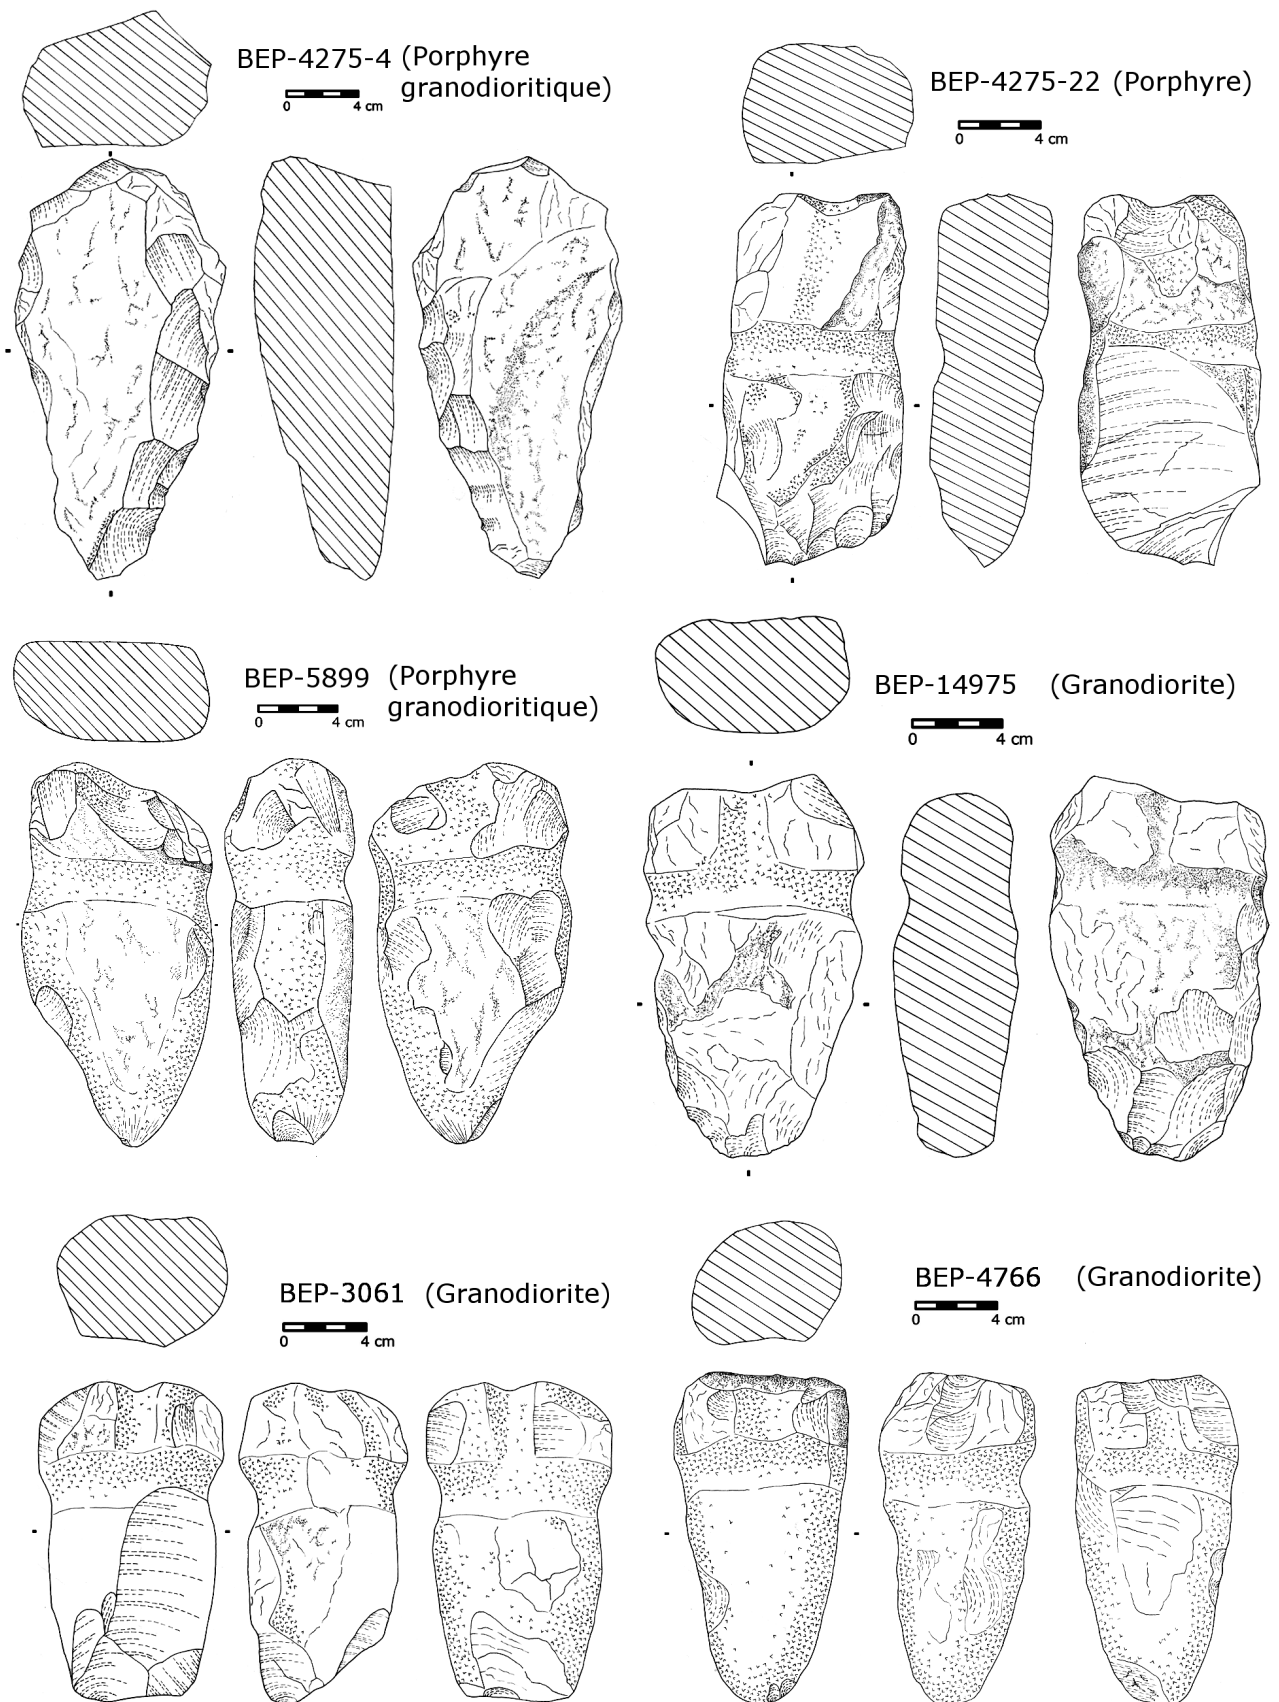 BEP-4275-4 (Porphyre
granodioritique)
0 4 cm
BEP-4275-22 (Porphyre)
0 4 cm
BEP-5899 (Porphyre
granodioritique)
0 4 cm
BEP-14975 (Granodiorite)
0 4 cm
BEP-3061 (Granodiorite)
0 4 cm
BEP-4766 (Granodiorite)
0 4 cm